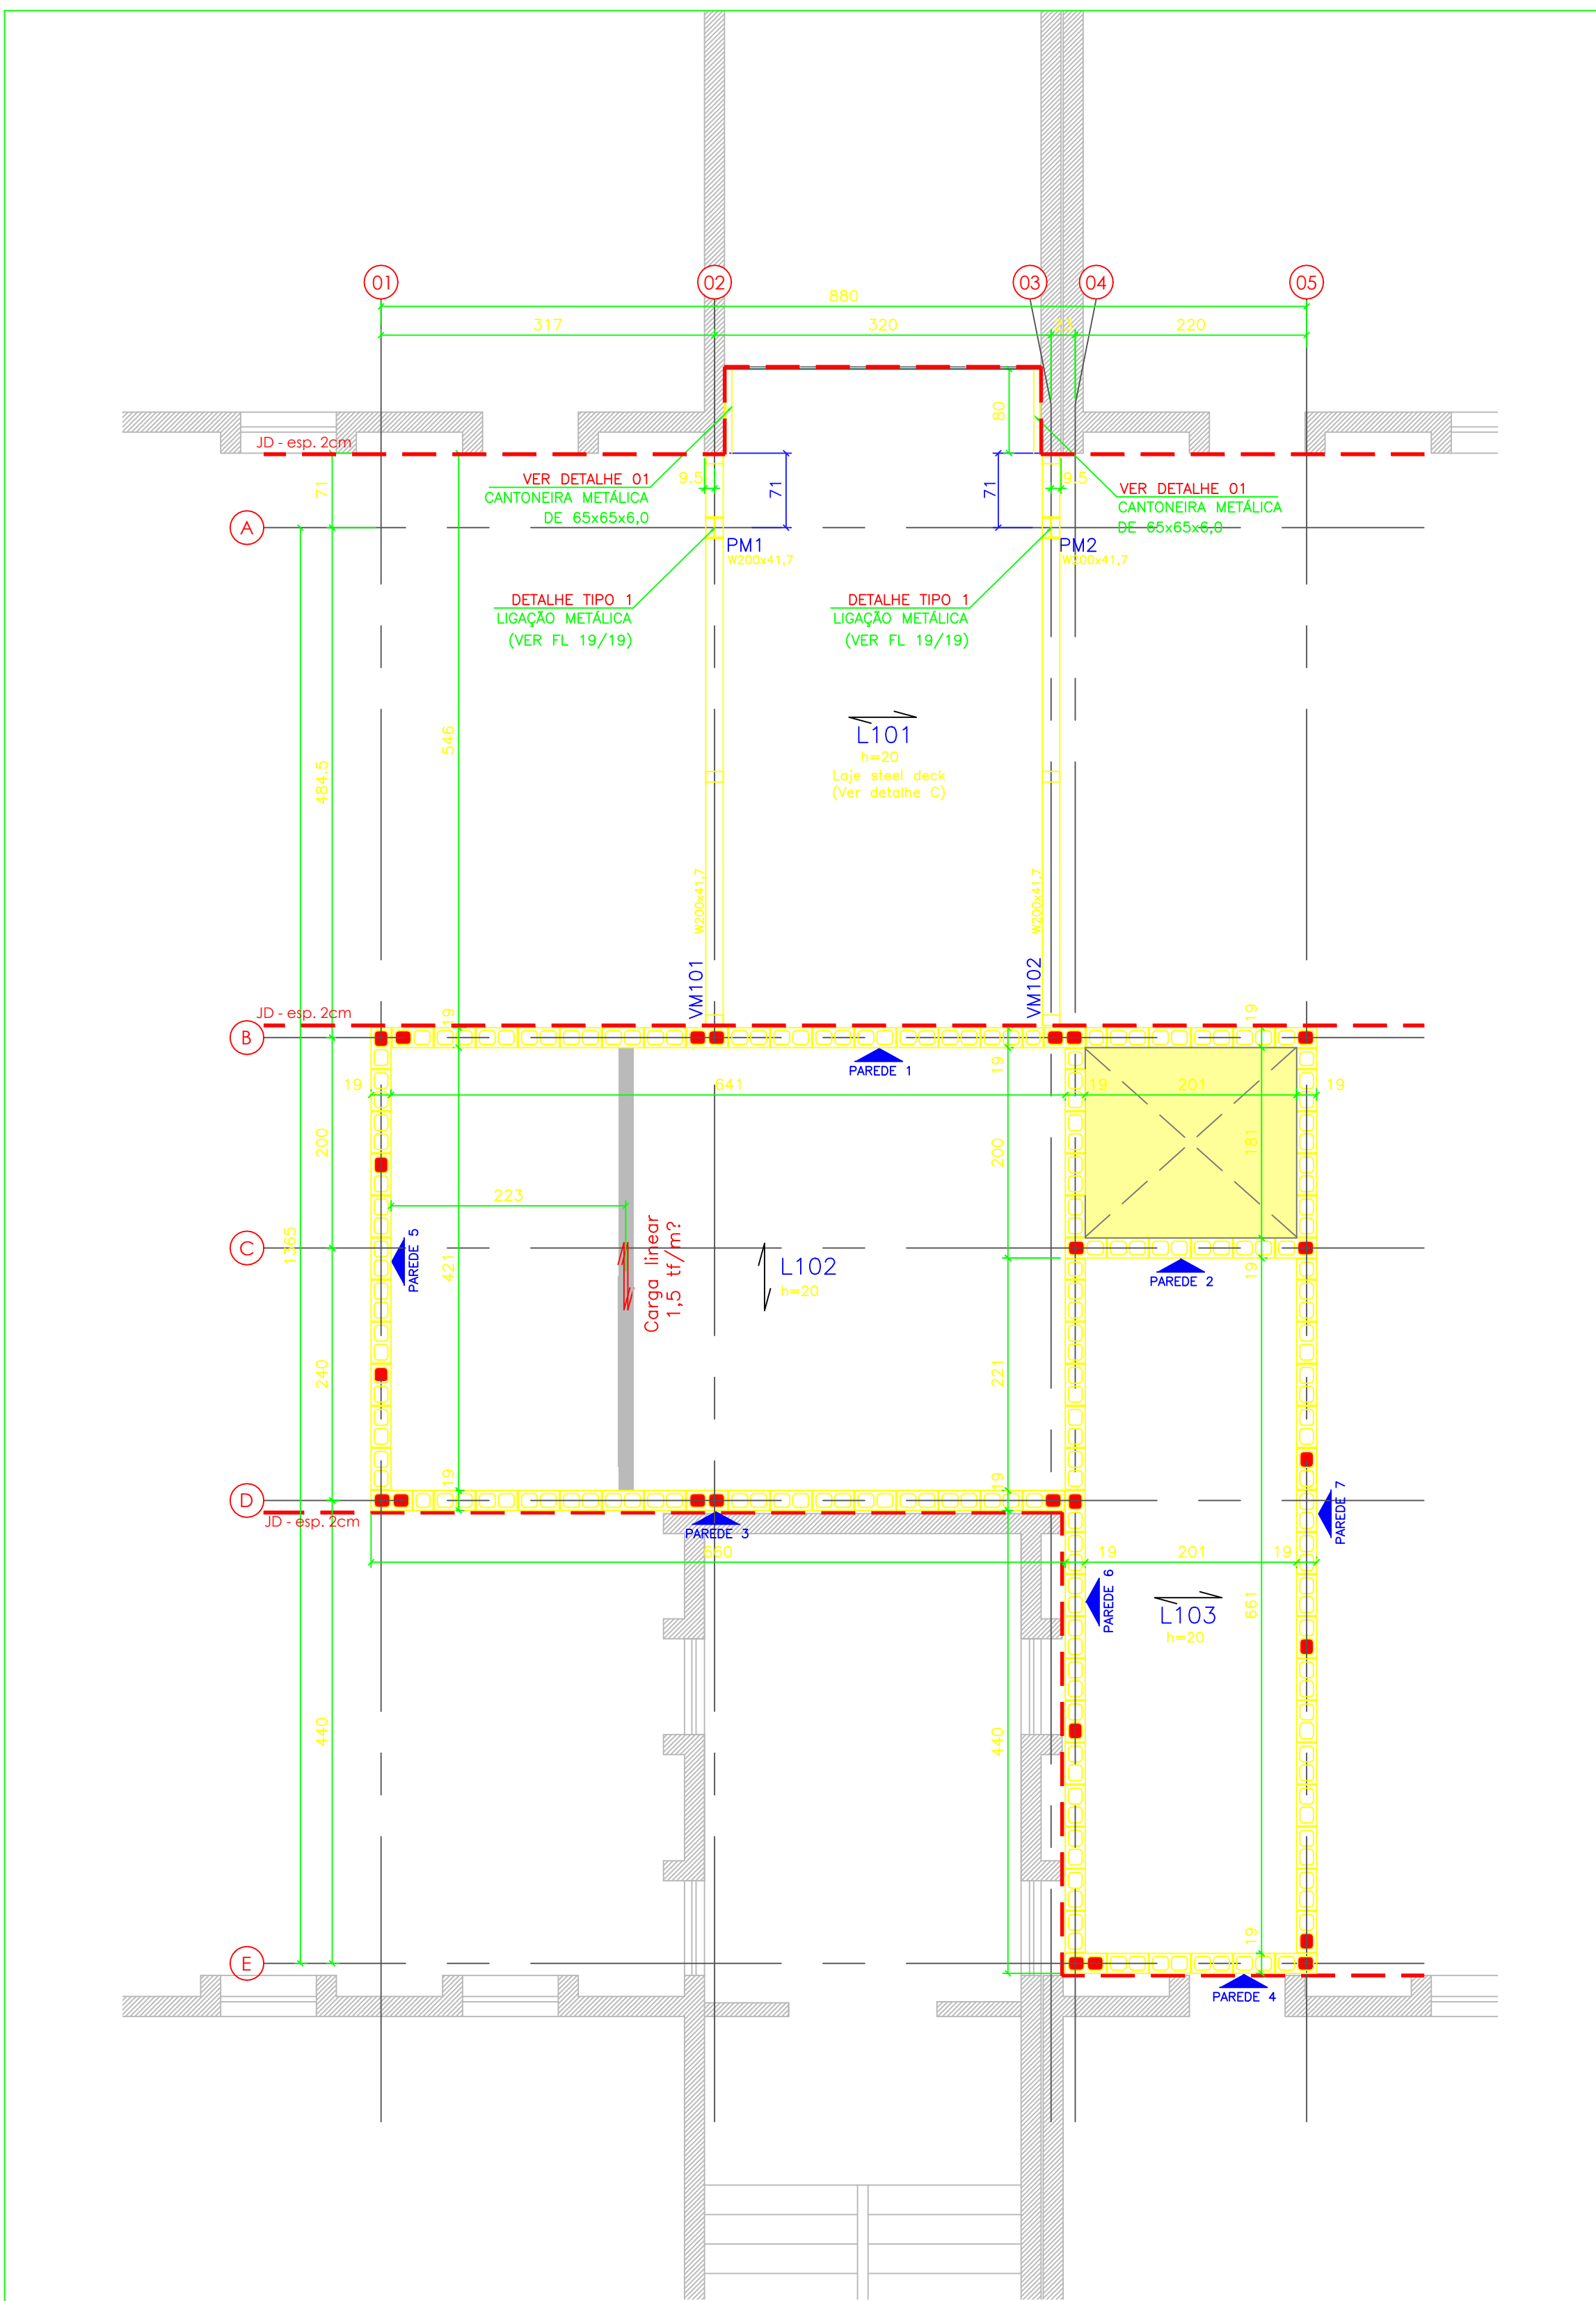 01
02
03
04
05
880
317
320
23
220
80
JD - esp. 2cm
71
VER DETALHE 01
CANTONEIRA METÁLICA
DE 65x65x6,0
9.5
71
71
9.5
VER DETALHE 01
CANTONEIRA METÁLICA
DE 65x65x6,0
A
PM1
W200x41,7
PM2
W200x41,7
DETALHE TIPO 1
LIGAÇÃO METÁLICA
(VER FL 19/19)
DETALHE TIPO 1
LIGAÇÃO METÁLICA
(VER FL 19/19)
L101
h=20
Laje steel deck
(Ver detalhe C)
546
484.5
W200x41,7
W200x41,7
VM101
VM102
JD - esp. 2cm
19
19
B
PAREDE 1
19
19
641
19
201
19
200
200
181
223
1365
C
PAREDE 5
421
Carga linear
1,5 tf/m?
L102
h=20
19
PAREDE 2
240
221
19
19
D
JD - esp. 2cm
PAREDE 3
PAREDE 7
660
19
201
19
PAREDE 6
L103
h=20
661
440
440
19
E
PAREDE 4